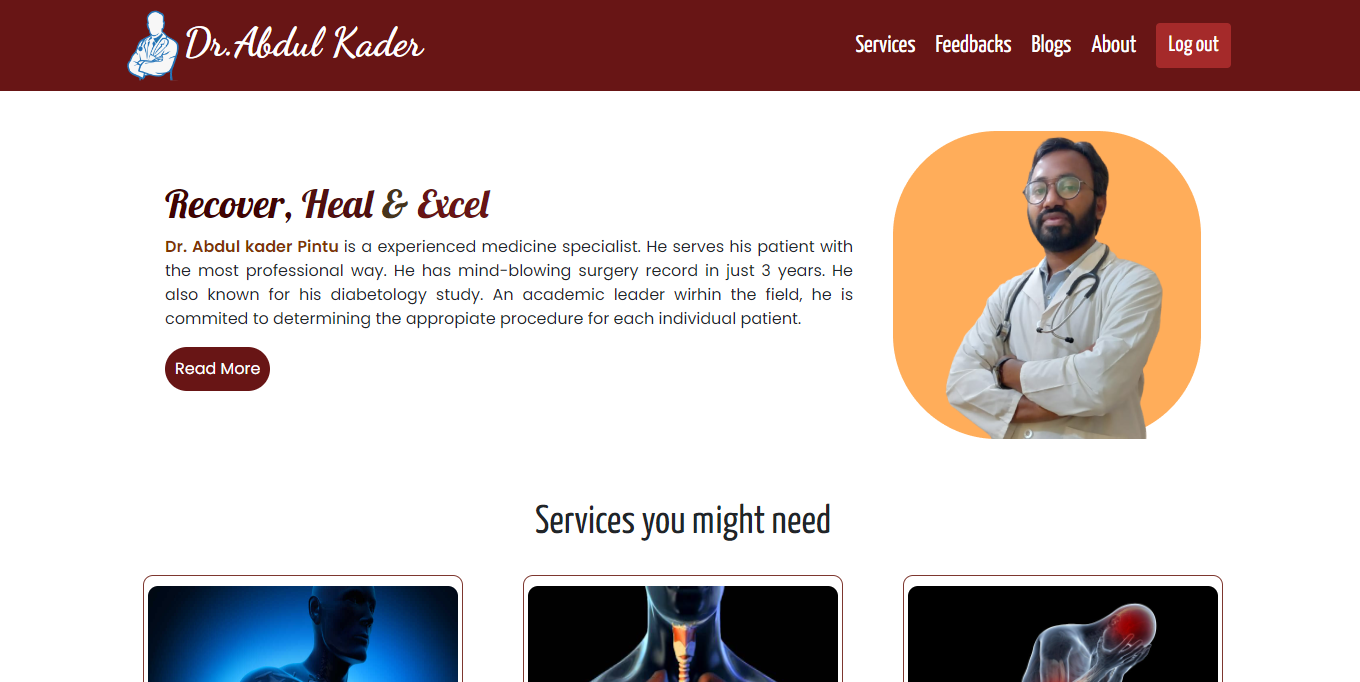 Dr.Abdul Kader
Services Feedbacks Blogs About Log out
Recover, Heal & Excel
Dr. Abdul kader Pintu is a experienced medicine specialist. He serves his patient with
the most professional way. He has mind-blowing surgery record in just 3 years. He
also known for his diabetology study. An academic leader wirhin the field, he is
commited to determining the appropiate procedure for each individual patient.
Read More
Services you might need